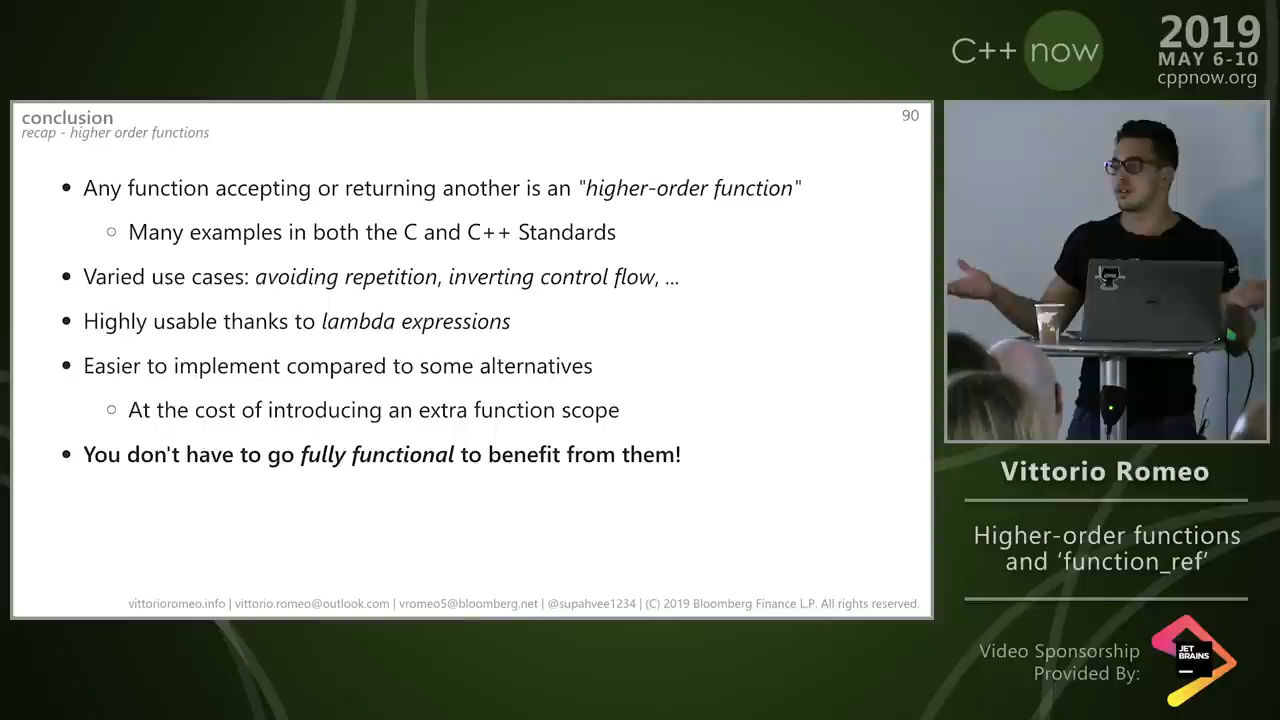 C++ now
2019
MAY 6-10
cppnow.org
conclusion
recap - higher order functions
90
• Any function accepting or returning another is an "higher-order function"
○ Many examples in both the C and C++ Standards
• Varied use cases: avoiding repetition, inverting control flow, ...
• Highly usable thanks to lambda expressions
• Easier to implement compared to some alternatives
○ At the cost of introducing an extra function scope
• You don't have to go fully functional to benefit from them!
vittorioromeo.info | vittorio.romeo@outlook.com | vromeo5@bloomberg.net | @supahvee1234 | (C) 2019 Bloomberg Finance L.P. All rights reserved.
Vittorio Romeo
Higher-order functions
and ‘function_ref’
Video Sponsorship
Provided By:
JET
BRAINS